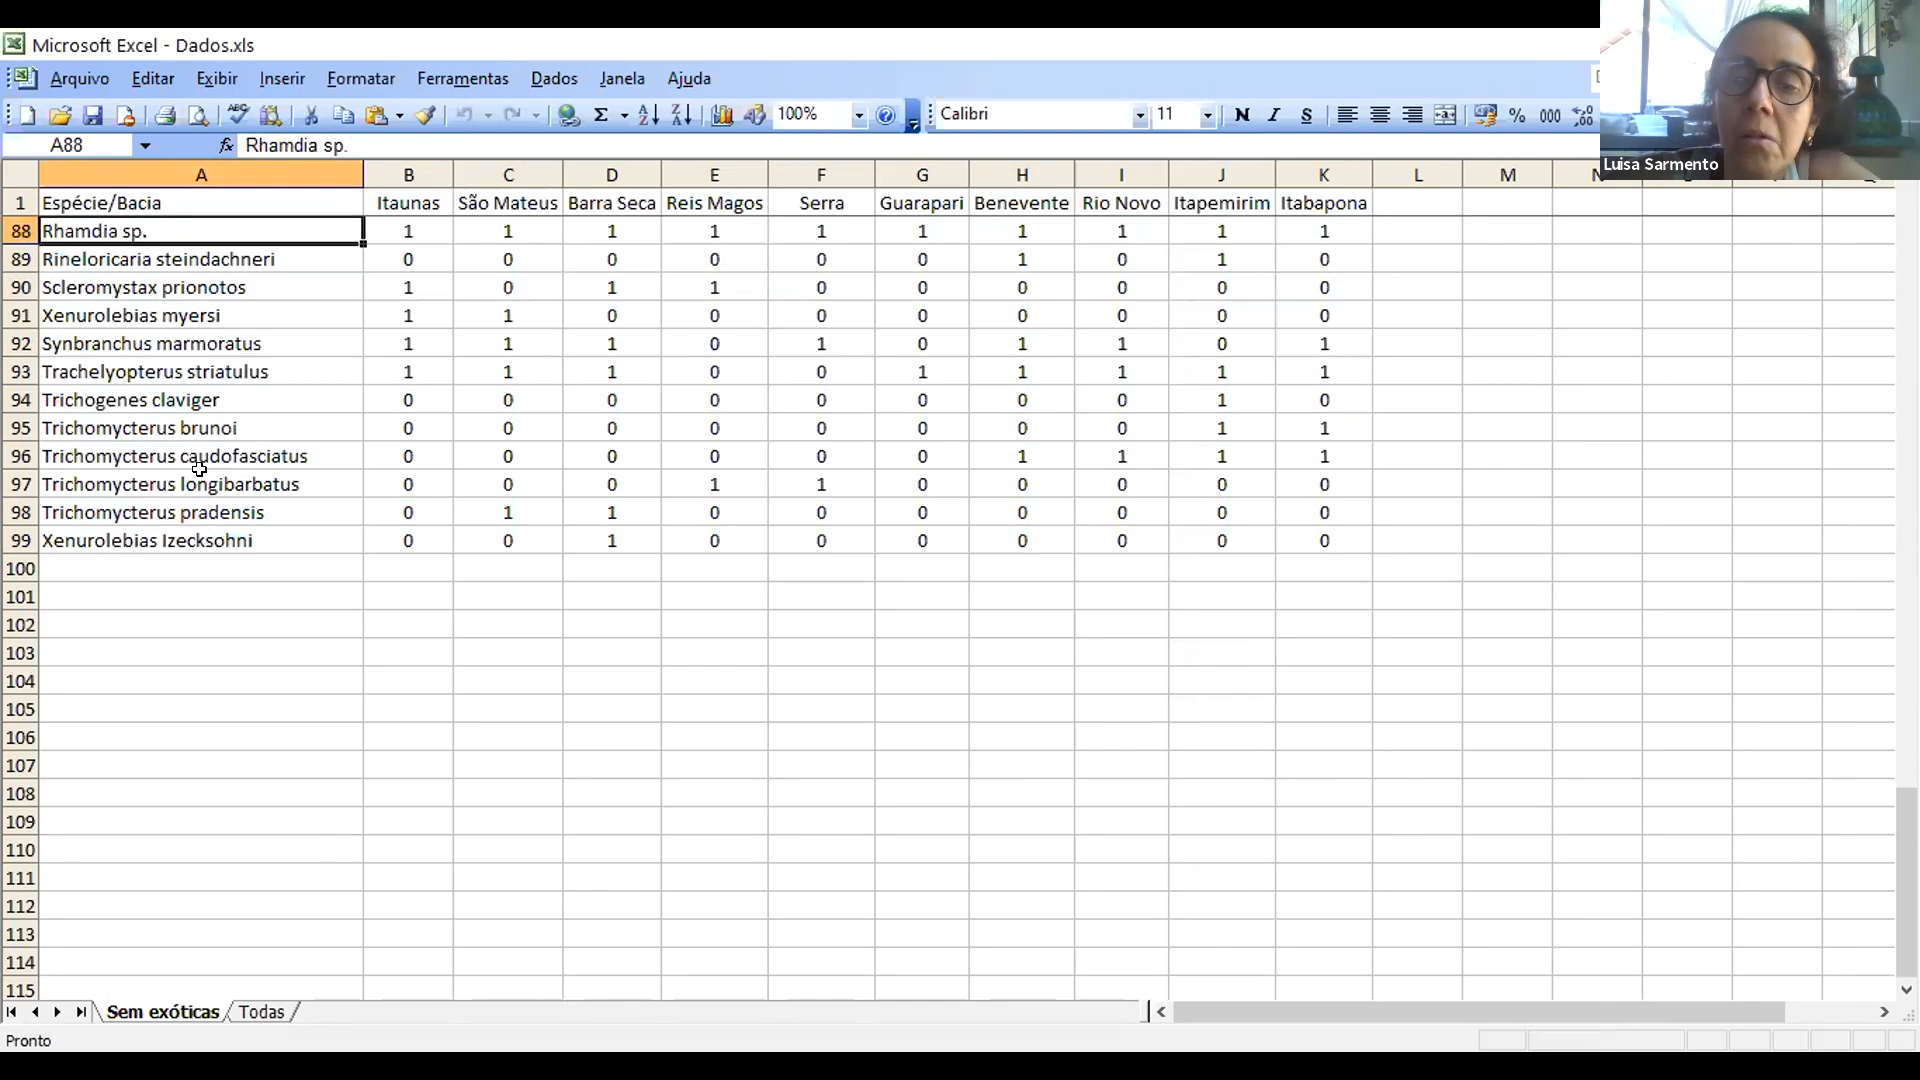 Microsoft Excel - Dados.xls
Arquivo Editar Exibir Inserir Formatar Ferramentas Dados Janela Ajuda
100% Calibri 11 N I S % 000
A88 fx Rhamdia sp.
Luisa Sarmento
A B C D E F G H I J K L M
1 Espécie/Bacia Itaunas São Mateus Barra Seca Reis Magos Serra Guarapari Benevente Rio Novo Itapemirim Itabapona
88 Rhamdia sp. 1 1 1 1 1 1 1 1 1 1
89 Rineloricaria steindachneri 0 0 0 0 0 0 1 0 1 0
90 Scleromystax prionotos 1 0 1 1 0 0 0 0 0 0
91 Xenurolebias myersi 1 1 0 0 0 0 0 0 0 0
92 Synbranchus marmoratus 1 1 1 0 1 0 1 1 0 1
93 Trachelyopterus striatulus 1 1 1 0 0 1 1 1 1 1
94 Trichogenes claviger 0 0 0 0 0 0 0 0 1 0
95 Trichomycterus brunoi 0 0 0 0 0 0 0 0 1 1
96 Trichomycterus caudofasciatus 0 0 0 0 0 0 1 1 1 1
97 Trichomycterus longibarbatus 0 0 0 1 1 0 0 0 0 0
98 Trichomycterus pradensis 0 1 1 0 0 0 0 0 0 0
99 Xenurolebias Izecksohni 0 0 1 0 0 0 0 0 0 0
100
101
102
103
104
105
106
107
108
109
110
111
112
113
114
115
Sem exóticas Todas
Pronto